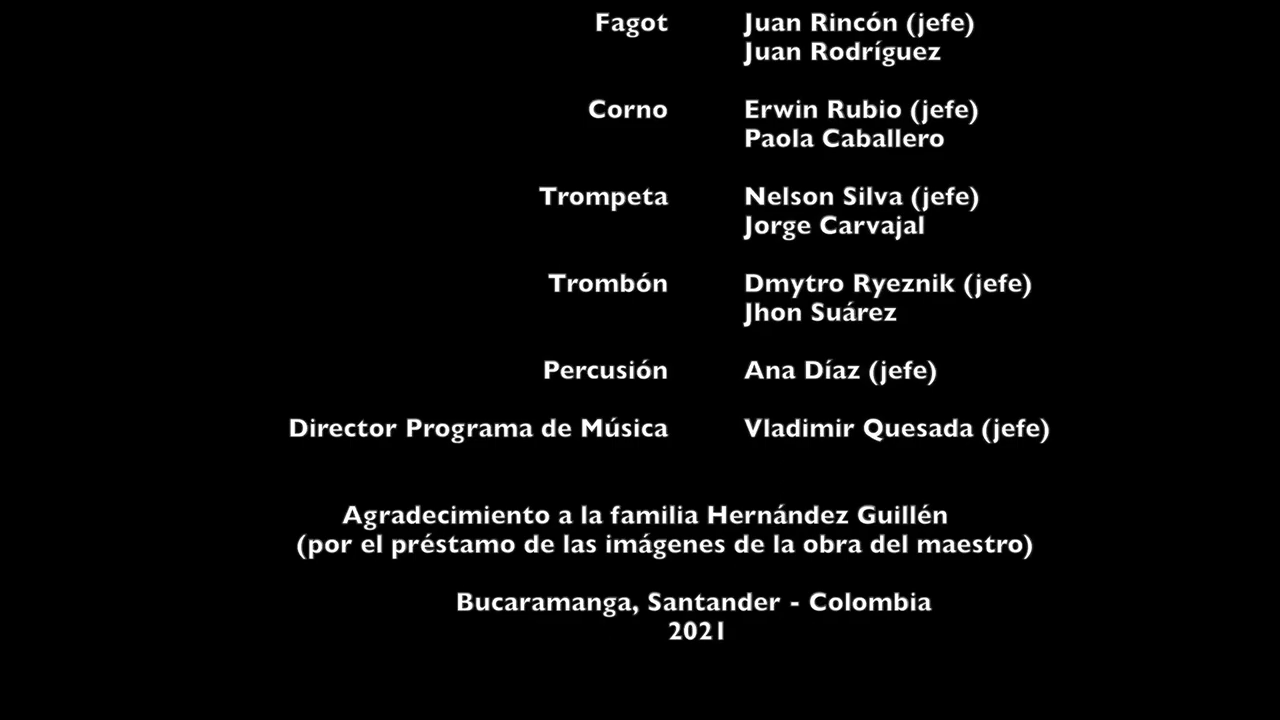 Fagot Juan Rincón (jefe)
Juan Rodríguez
Corno Erwin Rubio (jefe)
Paola Caballero
Trompeta Nelson Silva (jefe)
Jorge Carvajal
Trombón Dmytro Ryeznik (jefe)
Jhon Suárez
Percusión Ana Díaz (jefe)
Director Programa de Música Vladimir Quesada (jefe)
Agradecimiento a la familia Hernández Guillén
(por el préstamo de las imágenes de la obra del maestro)
Bucaramanga, Santander - Colombia
2021